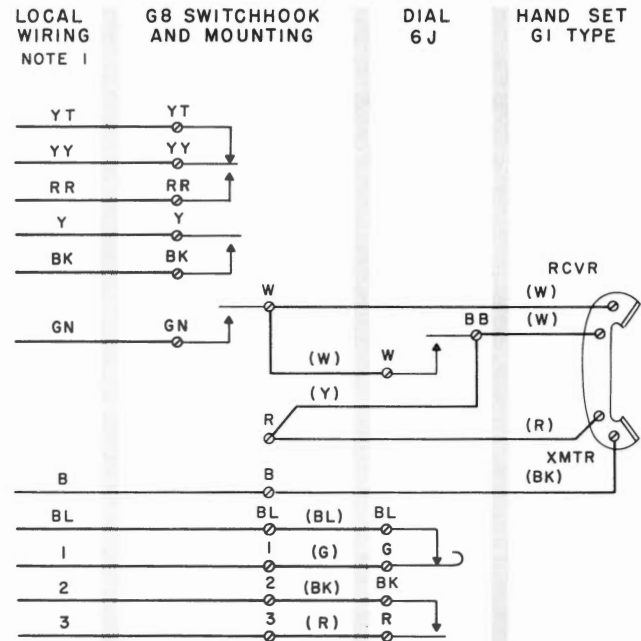 LOCAL WIRING
NOTE 1
G8 SWITCHHOOK AND MOUNTING
DIAL 6J
HAND SET G1 TYPE
YT YT
YY YY
RR RR
Y Y
BK BK
RCVR
W (W)
BB (W)
GN GN
(W) W
(Y)
R (R)
XMTR
(BK)
B B
BL BL (BL) BL
1 1 (G) G
2 2 (BK) BK
3 3 (R) R